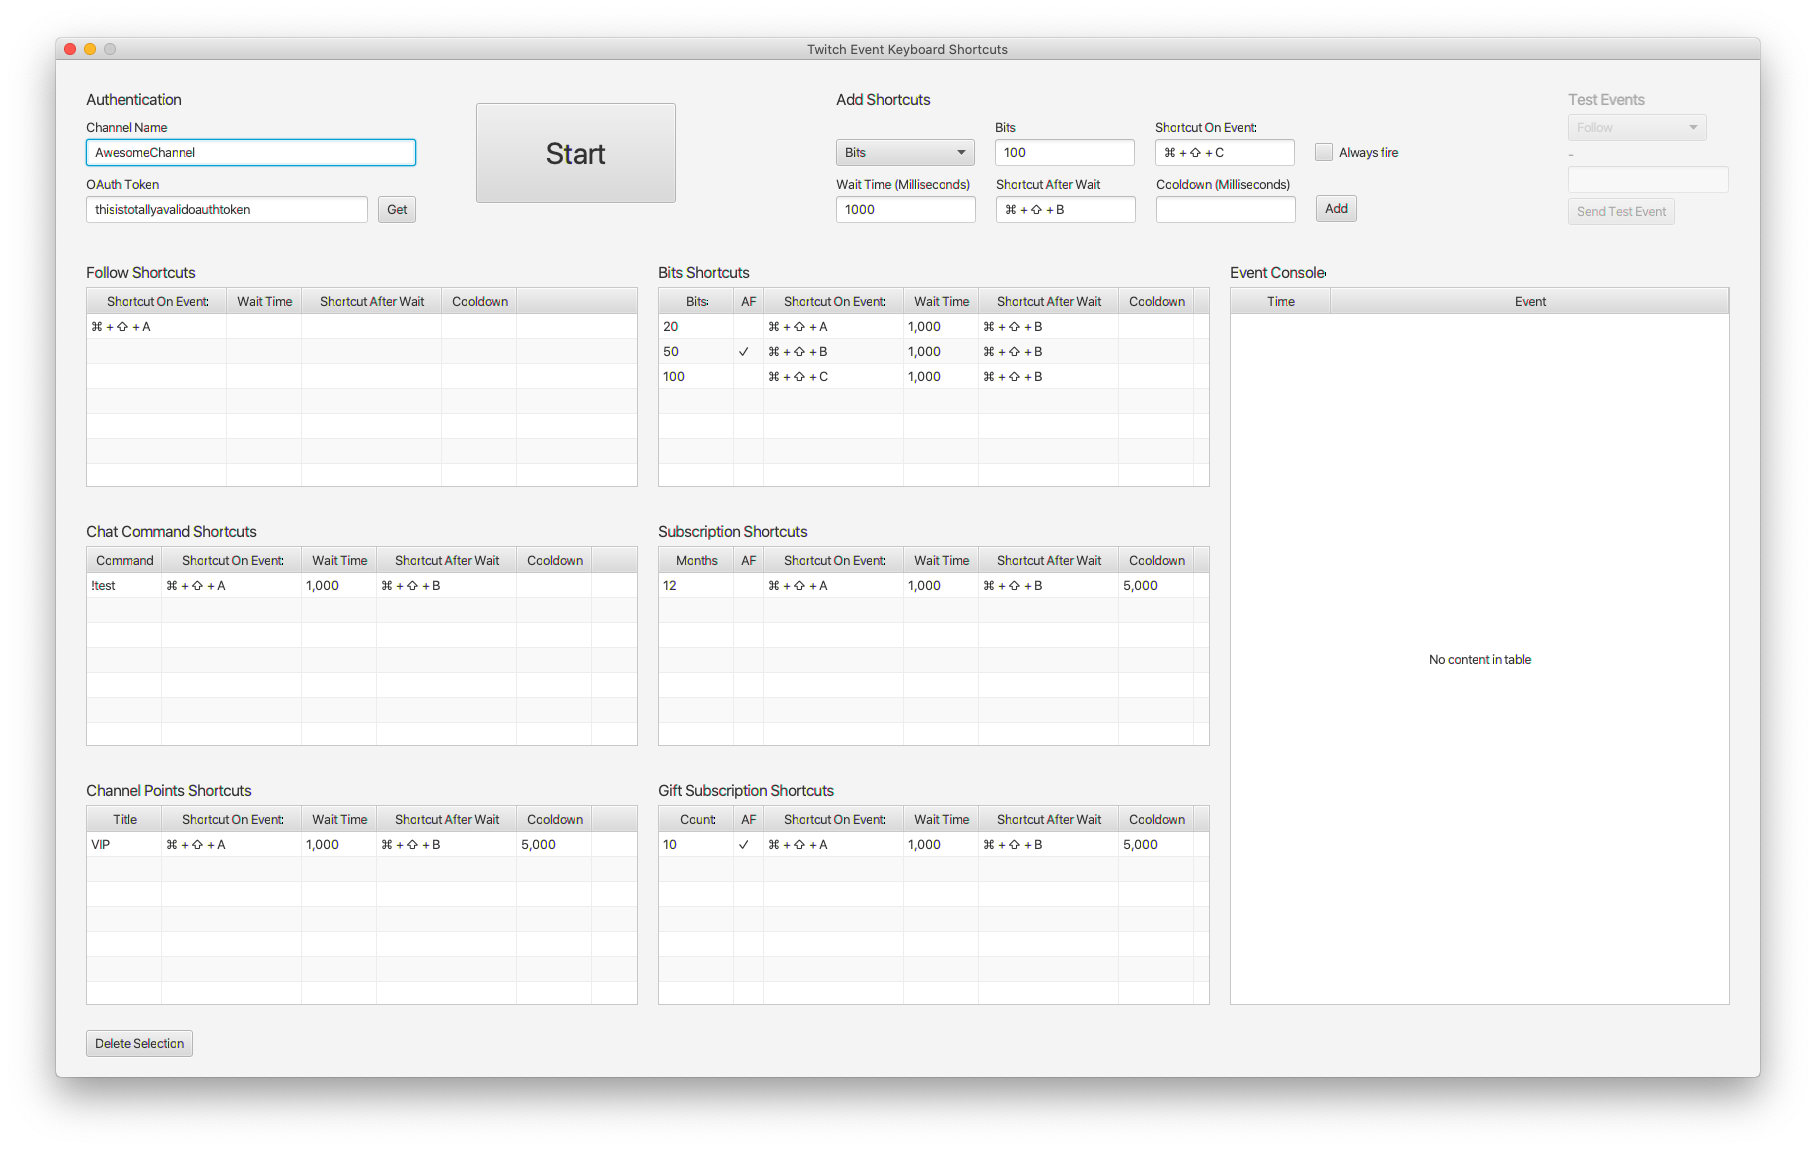 Twitch Event Keyboard Shortcuts
Authentication
Channel Name
AwesomeChannel
OAuth Token
thisistotallyavalidoauthtoken
Get
Start
Add Shortcuts
Bits
Shortcut On Event:
Bits
100
⌘ + ⇧ + C
Always fire
Wait Time (Milliseconds)
Shortcut After Wait
Cooldown (Milliseconds)
1000
⌘ + ⇧ + B
Add
Test Events
Follow
-
Send Test Event
Follow Shortcuts
Shortcut On Event: Wait Time Shortcut After Wait Cooldown
⌘ + ⇧ + A
Bits Shortcuts
Bits: AF Shortcut On Event: Wait Time Shortcut After Wait Cooldown
20 ⌘ + ⇧ + A 1,000 ⌘ + ⇧ + B
50 ✓ ⌘ + ⇧ + B 1,000 ⌘ + ⇧ + B
100 ⌘ + ⇧ + C 1,000 ⌘ + ⇧ + B
Event Console
Time Event
No content in table
Chat Command Shortcuts
Command Shortcut On Event: Wait Time Shortcut After Wait Cooldown
!test ⌘ + ⇧ + A 1,000 ⌘ + ⇧ + B
Subscription Shortcuts
Months AF Shortcut On Event: Wait Time Shortcut After Wait Cooldown
12 ⌘ + ⇧ + A 1,000 ⌘ + ⇧ + B 5,000
Channel Points Shortcuts
Title Shortcut On Event: Wait Time Shortcut After Wait Cooldown
VIP ⌘ + ⇧ + A 1,000 ⌘ + ⇧ + B 5,000
Gift Subscription Shortcuts
Count: AF Shortcut On Event: Wait Time Shortcut After Wait Cooldown
10 ✓ ⌘ + ⇧ + A 1,000 ⌘ + ⇧ + B 5,000
Delete Selection